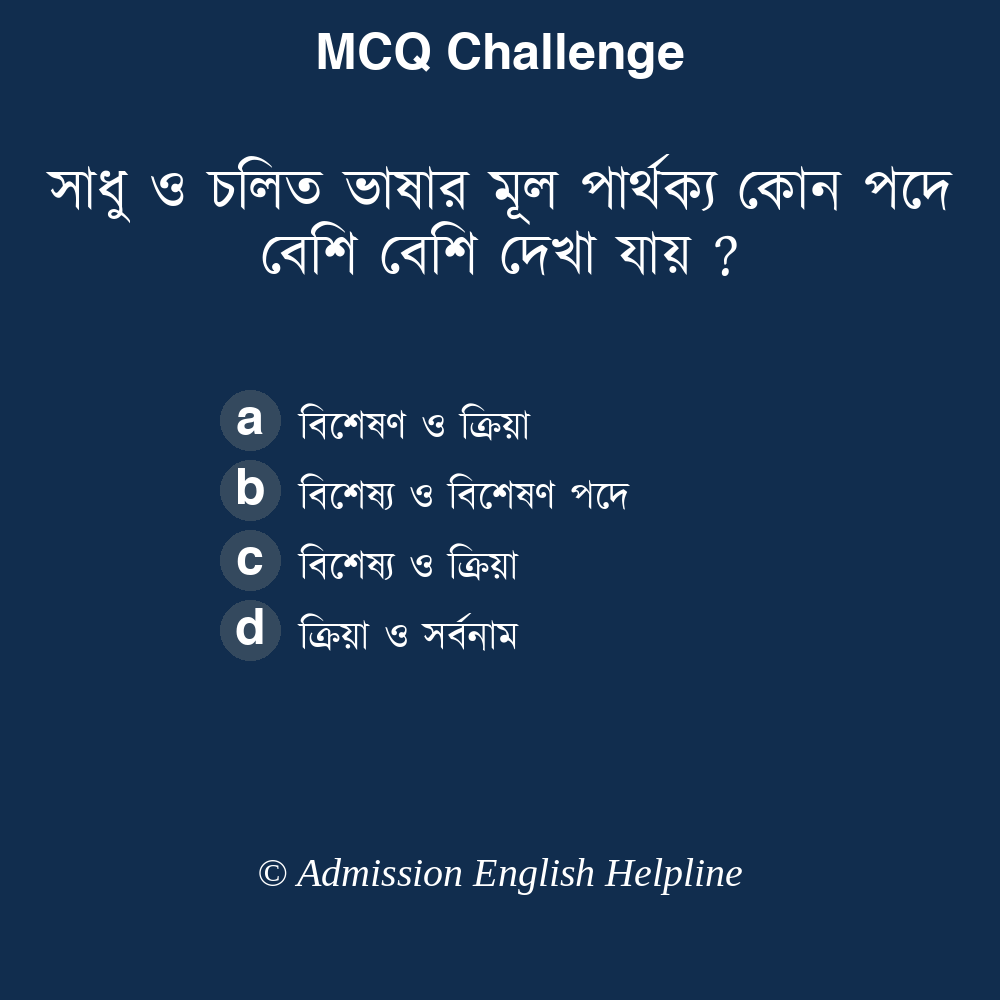 MCQ Challenge
সাধু ও চলিত ভাষার মূল পার্থক্য কোন পদে
বেশি বেশি দেখা যায় ?
a বিশেষণ ও ক্রিয়া
b বিশেষ্য ও বিশেষণ পদে
c বিশেষ্য ও ক্রিয়া
d ক্রিয়া ও সর্বনাম
© Admission English Helpline